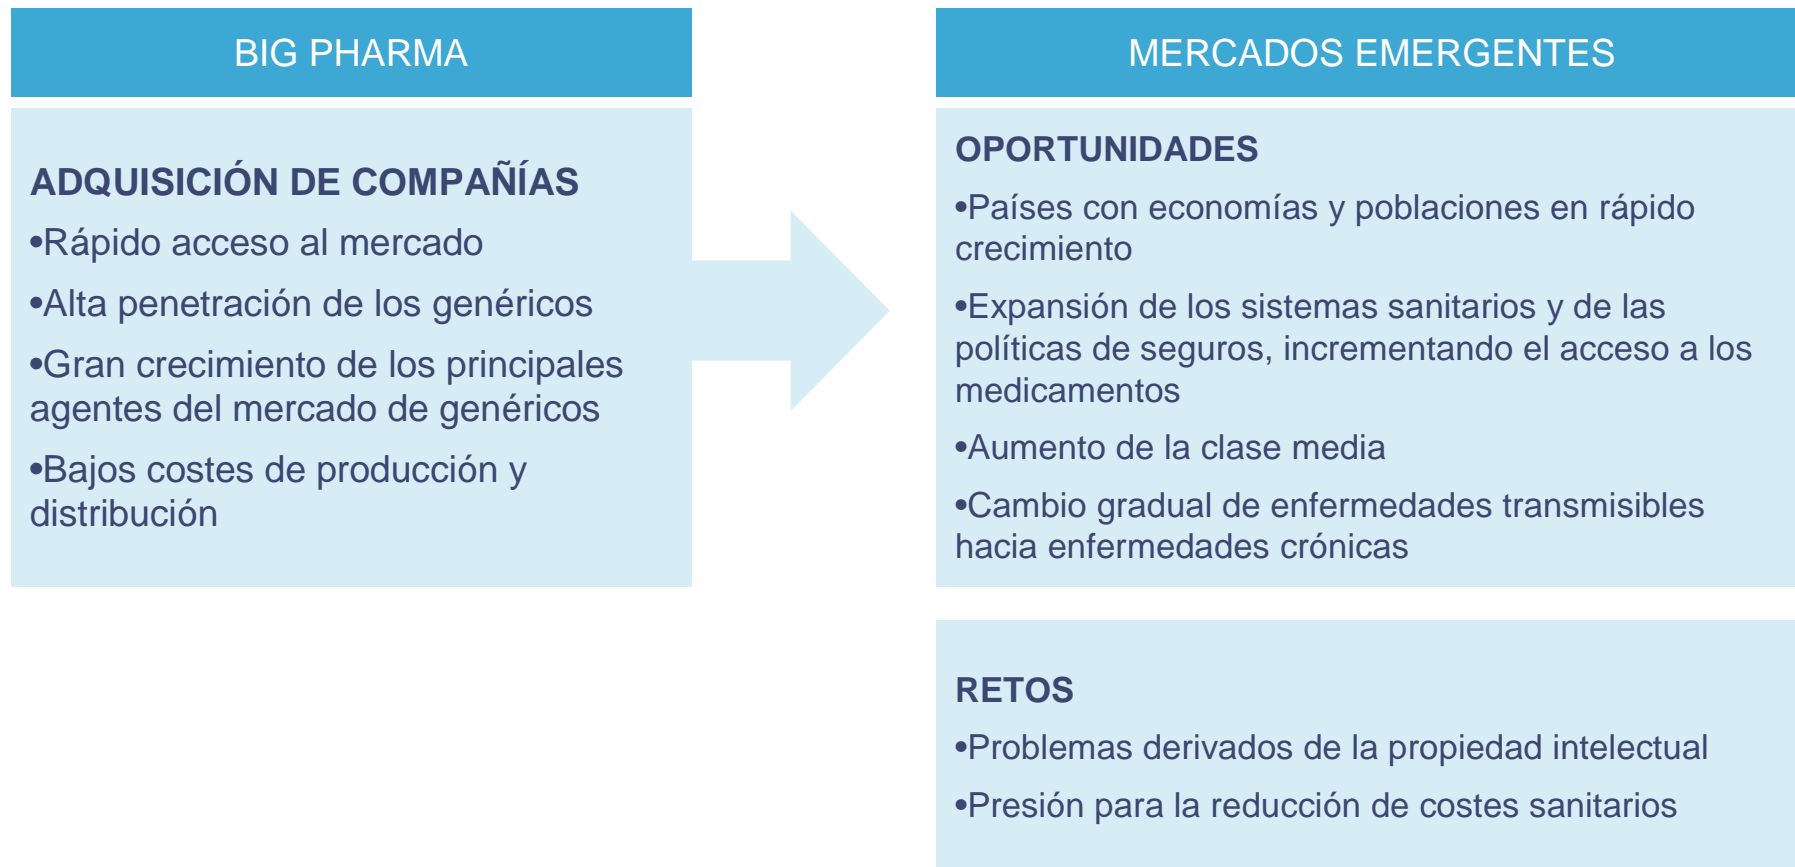 BIG PHARMA
ADQUISICIÓN DE COMPAÑÍAS
•Rápido acceso al mercado
•Alta penetración de los genéricos
•Gran crecimiento de los principales
agentes del mercado de genéricos
•Bajos costes de producción y
distribución
MERCADOS EMERGENTES
OPORTUNIDADES
•Países con economías y poblaciones en rápido
crecimiento
•Expansión de los sistemas sanitarios y de las
políticas de seguros, incrementando el acceso a los
medicamentos
•Aumento de la clase media
•Cambio gradual de enfermedades transmisibles
hacia enfermedades crónicas
RETOS
•Problemas derivados de la propiedad intelectual
•Presión para la reducción de costes sanitarios